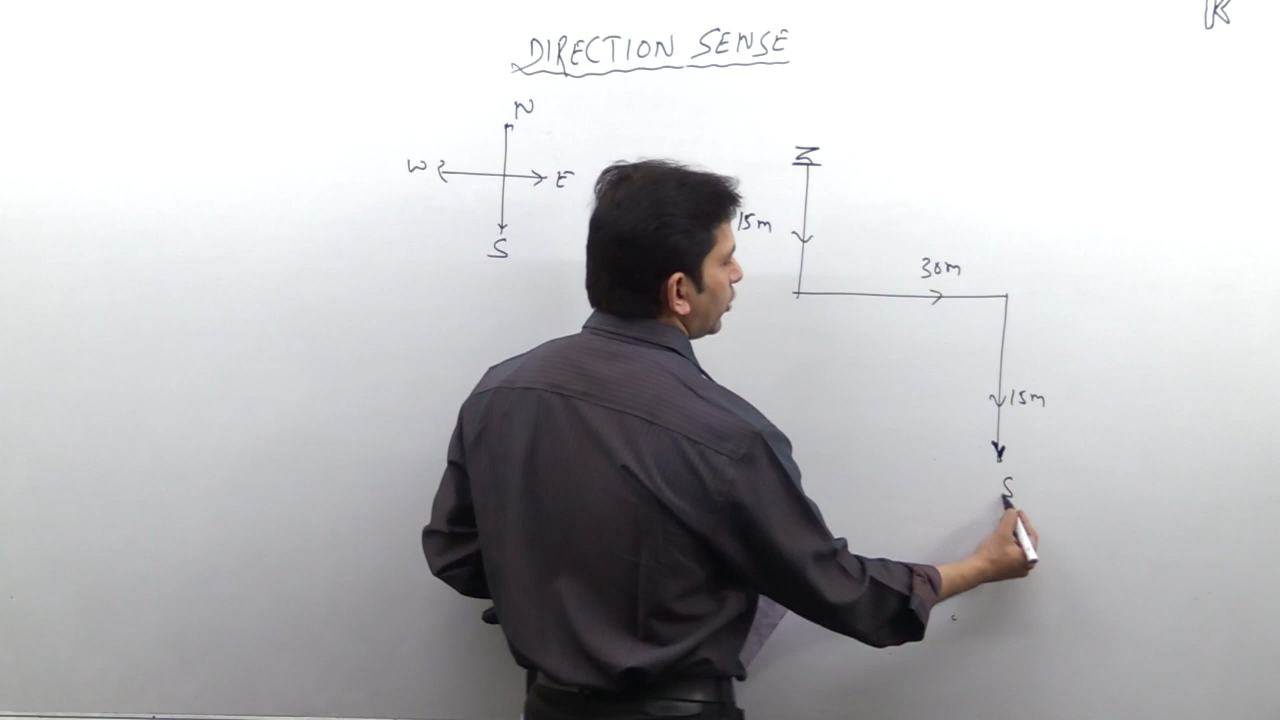 R
DIRECTION SENSE
N
W E
S
Z
15m
30m
15m
S